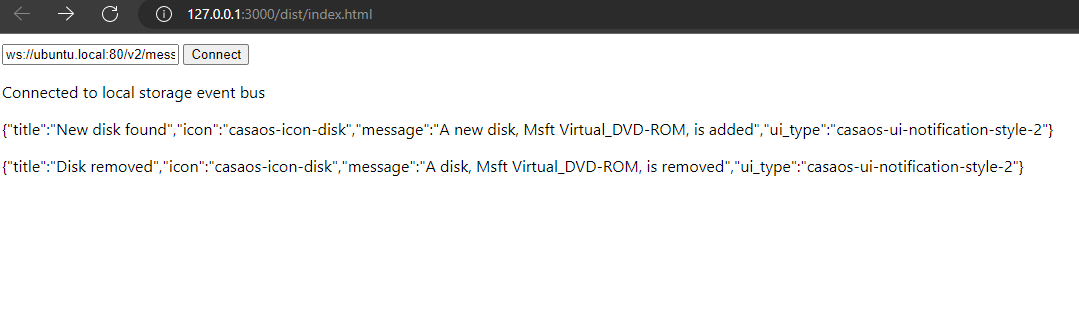 127.0.0.1:3000/dist/index.html
ws://ubuntu.local:80/v2/mess Connect
Connected to local storage event bus
{"title":"New disk found","icon":"casaos-icon-disk","message":"A new disk, Msft Virtual_DVD-ROM, is added","ui_type":"casaos-ui-notification-style-2"}
{"title":"Disk removed","icon":"casaos-icon-disk","message":"A disk, Msft Virtual_DVD-ROM, is removed","ui_type":"casaos-ui-notification-style-2"}